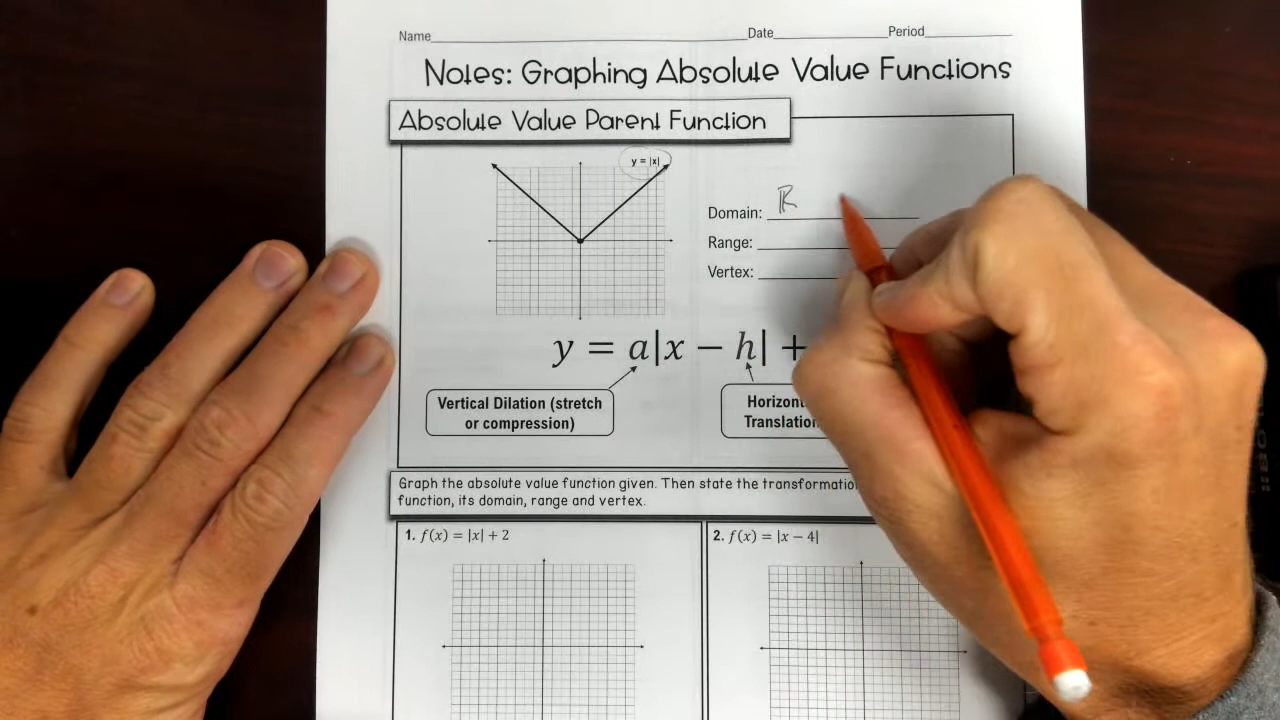 Name Date Period
Notes: Graphing Absolute Value Functions
Absolute Value Parent Function
y = |x|
Domain: ℝ
Range:
Vertex:
y = a|x − h| +
Vertical Dilation (stretch
or compression)
Horizont
Translation
Graph the absolute value function given. Then state the transformatio
function, its domain, range and vertex.
1. f(x) = |x| + 2
2. f(x) = |x − 4|